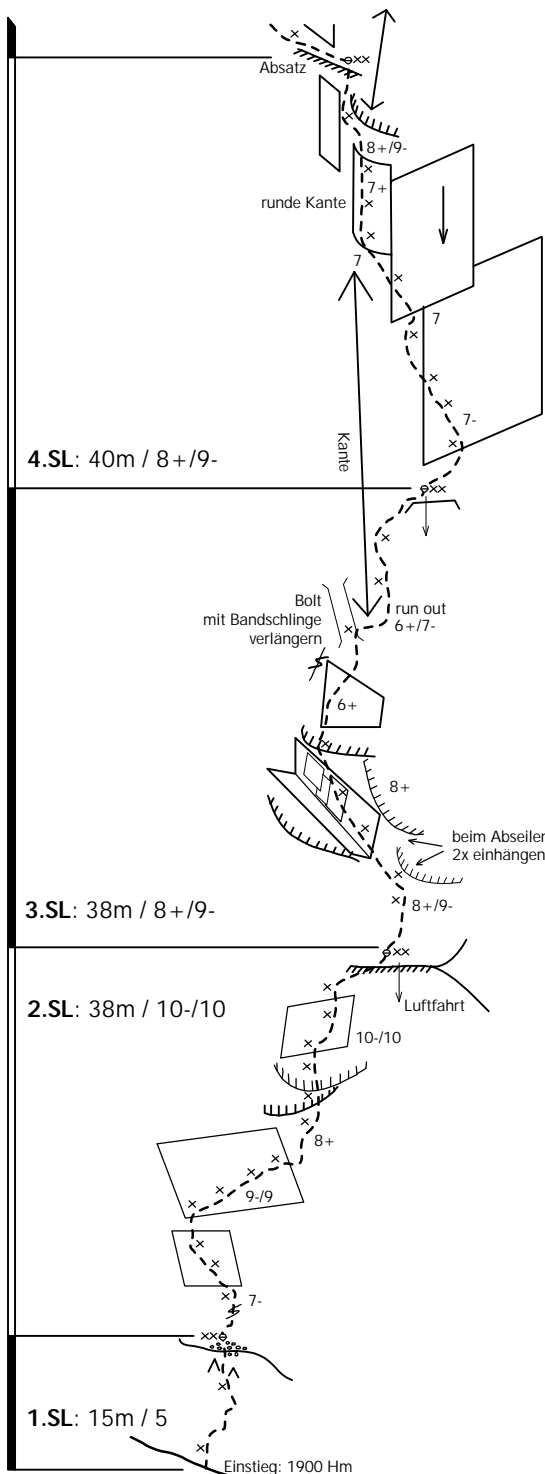 Absatz
8+/9-
7+
runde Kante
7
7
7-
Kante
4.SL: 40m / 8+/9-
Bolt
mit Bandschlinge
verlängern
run out
6+/7-
6+
8+
beim Abseilen
2x einhängen
3.SL: 38m / 8+/9-
8+/9-
2.SL: 38m / 10-/10
Luftfahrt
10-/10
8+
9-/9
7-
1.SL: 15m / 5
Einstieg: 1900 Hm